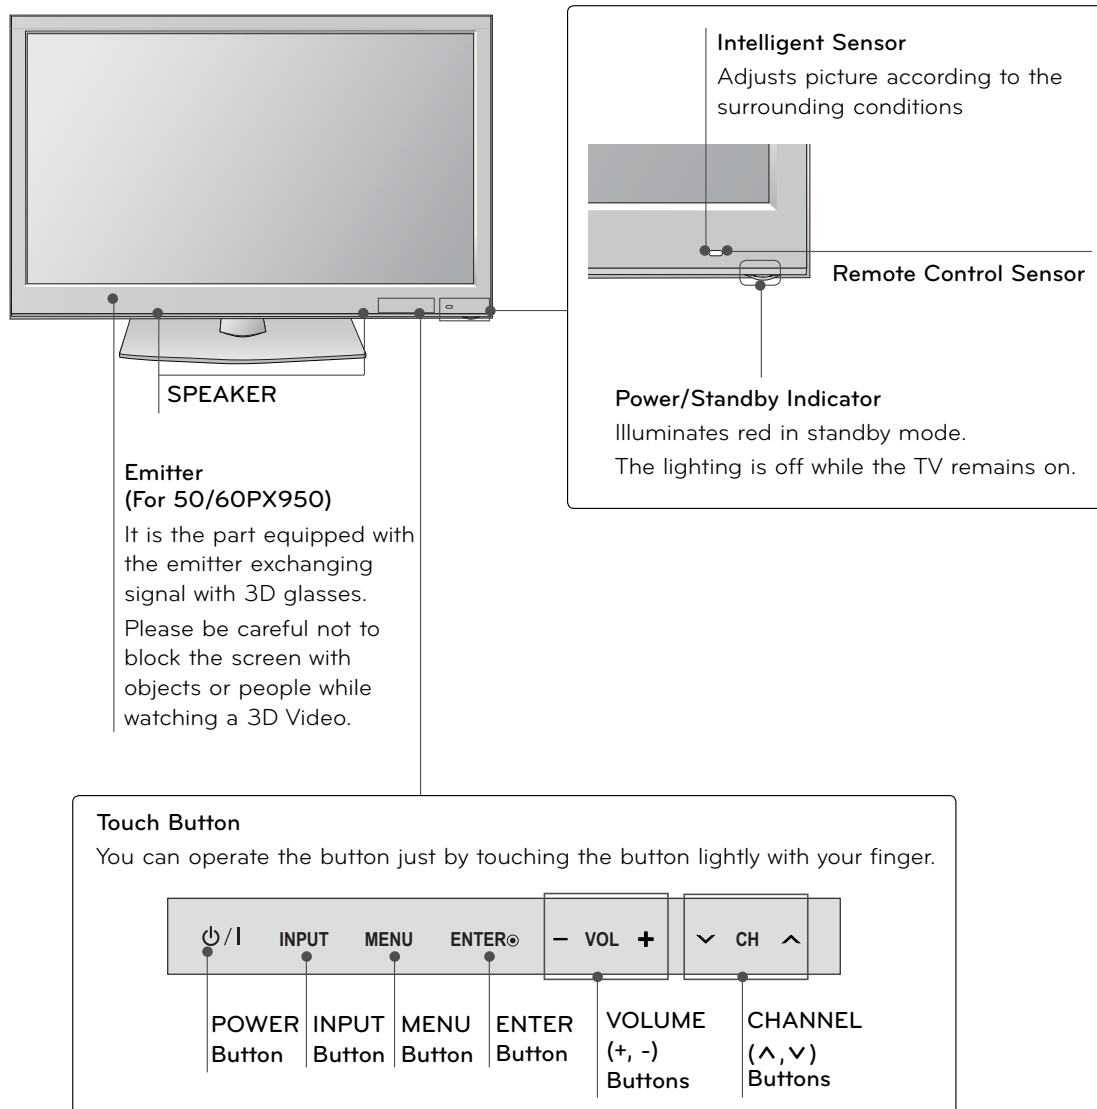 Intelligent Sensor
Adjusts picture according to the
surrounding conditions
Remote Control Sensor
Power/Standby Indicator
Illuminates red in standby mode.
The lighting is off while the TV remains on.
SPEAKER
Emitter
(For 50/60PX950)
It is the part equipped with
the emitter exchanging
signal with 3D glasses.
Please be careful not to
block the screen with
objects or people while
watching a 3D Video.
Touch Button
You can operate the button just by touching the button lightly with your finger.
⏻/I INPUT MENU ENTER◉ − VOL + ∨ CH ∧
POWER
Button
INPUT
Button
MENU
Button
ENTER
Button
VOLUME
(+, -)
Buttons
CHANNEL
(∧,∨)
Buttons